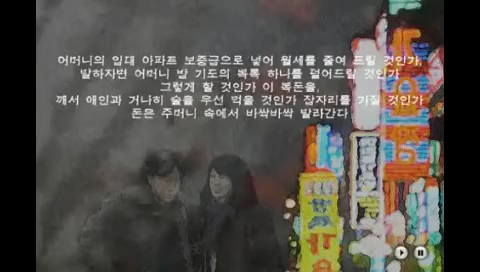 어머니의 임대 아파트 보증금으로 넣어 월세를 줄여 드릴 것인가,
말하자면 어머니 밤 기도의 목록 하나를 덜어드릴 것인가
그렇게 할 것인가 이 목돈을,
깨서 애인과 거나히 술을 우선 먹을 것인가 잠자리를 가질 것인가
돈은 주머니 속에서 바싹바싹 말라간다